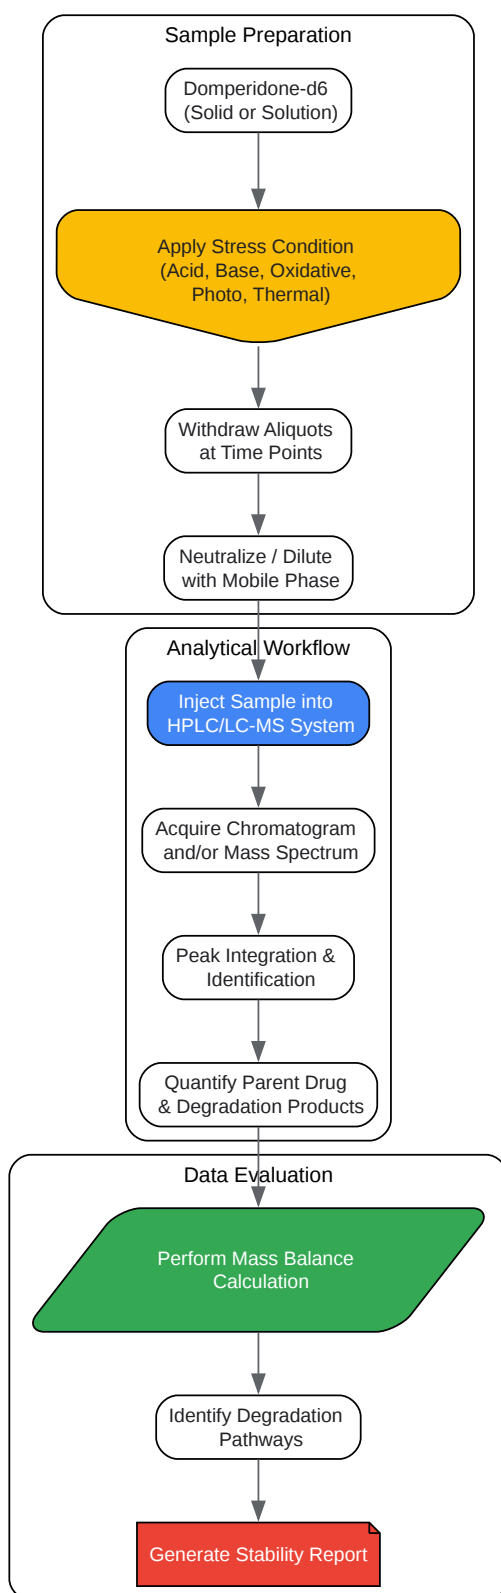 Sample Preparation
Domperidone-d6
(Solid or Solution)
Apply Stress Condition
(Acid, Base, Oxidative,
Photo, Thermal)
Withdraw Aliquots
at Time Points
Neutralize / Dilute
with Mobile Phase
Analytical Workflow
Inject Sample into
HPLC/LC-MS System
Acquire Chromatogram
and/or Mass Spectrum
Peak Integration &
Identification
Quantify Parent Drug
& Degradation Products
Data Evaluation
Perform Mass Balance
Calculation
Identify Degradation
Pathways
Generate Stability Report